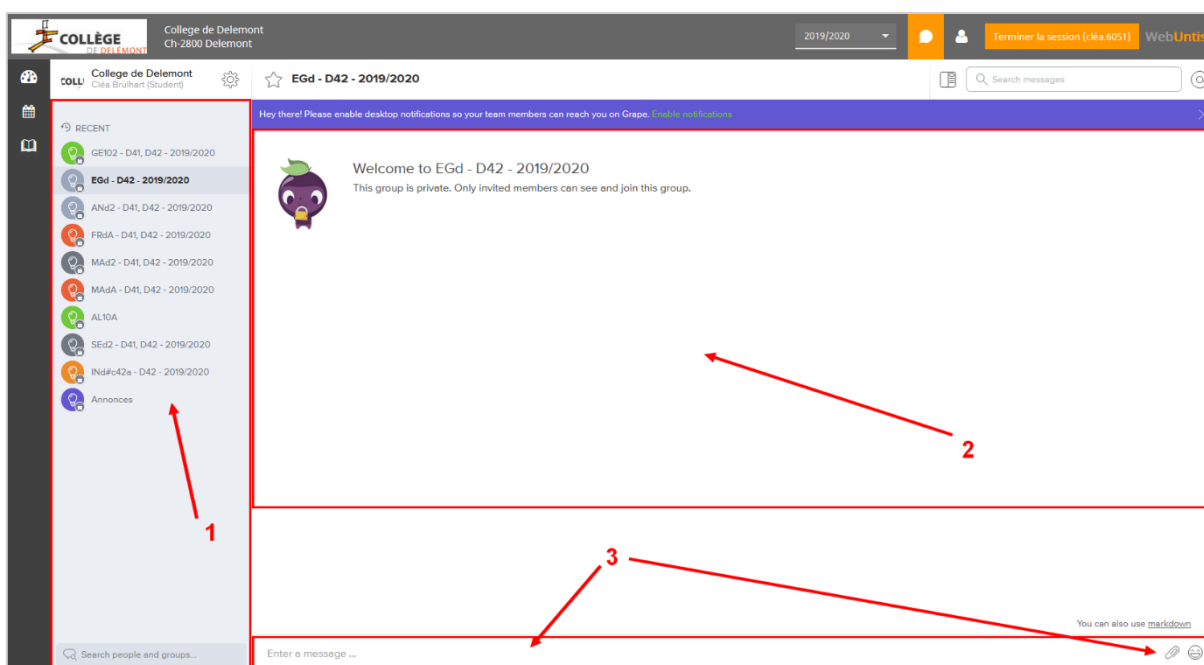 COLLÈGE
DE DELÉMONT
College de Delemont
Ch-2800 Delemont
2019/2020
Terminer la session (cléa.6051)
WebUntis
COLL
College de Delemont
Cléa Brulhart (Student)
EGd - D42 - 2019/2020
Search messages
Hey there! Please enable desktop notifications so your team members can reach you on Grape. Enable notifications
RECENT
GE102 - D41, D42 - 2019/2020
EGd - D42 - 2019/2020
ANd2 - D41, D42 - 2019/2020
FRdA - D41, D42 - 2019/2020
MAd2 - D41, D42 - 2019/2020
MAdA - D41, D42 - 2019/2020
AL10A
SEd2 - D41, D42 - 2019/2020
INd#c42a - D42 - 2019/2020
Annonces
1
Welcome to EGd - D42 - 2019/2020
This group is private. Only invited members can see and join this group.
2
3
You can also use markdown
Search people and groups...
Enter a message ...